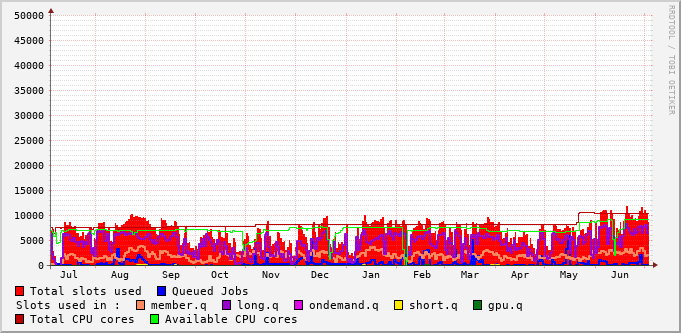 RRDTOOL / TOBI OETIKER
50000
45000
40000
35000
30000
25000
20000
15000
10000
5000
0
Jul Aug Sep Oct Nov Dec Jan Feb Mar Apr May Jun
Total slots used Queued Jobs
Slots used in : member.q long.q ondemand.q short.q gpu.q
Total CPU cores Available CPU cores